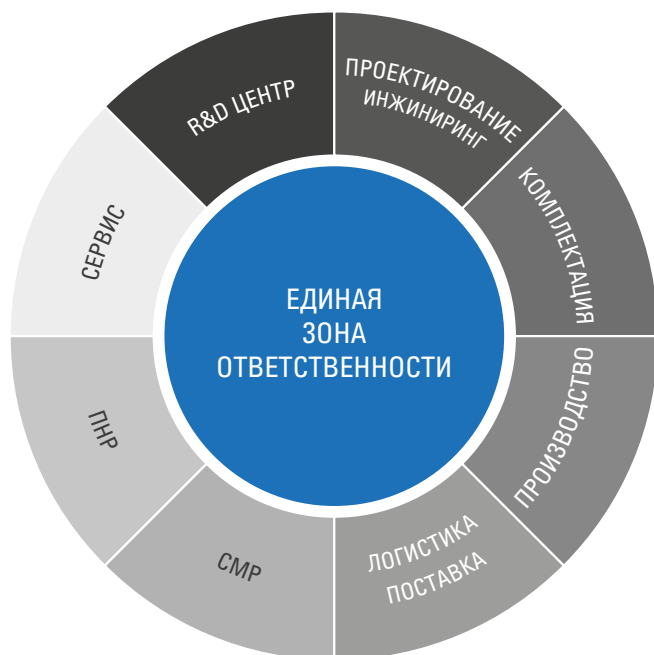 R&D ЦЕНТР
ПРОЕКТИРОВАНИЕ
ИНЖИНИРИНГ
КОМПЛЕКТАЦИЯ
ПРОИЗВОДСТВО
ЛОГИСТИКА
ПОСТАВКА
СМР
ПНР
СЕРВИС
ЕДИНАЯ
ЗОНА
ОТВЕТСТВЕННОСТИ